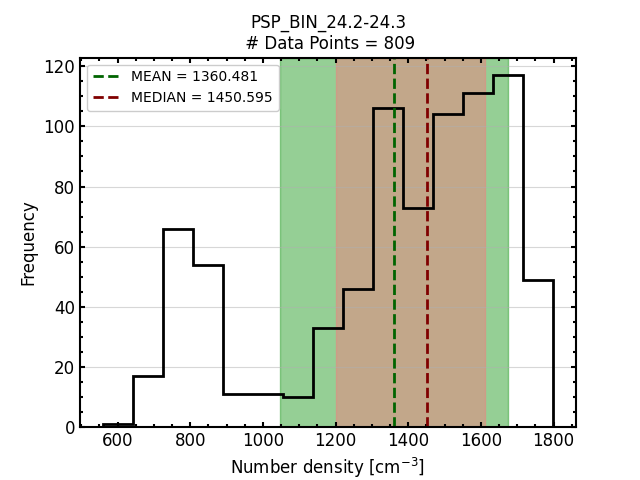 PSP_BIN_24.2-24.3
# Data Points = 809
MEAN = 1360.481
MEDIAN = 1450.595
120
100
80
60
40
20
0
Frequency
600 800 1000 1200 1400 1600 1800
Number density [cm⁻³]